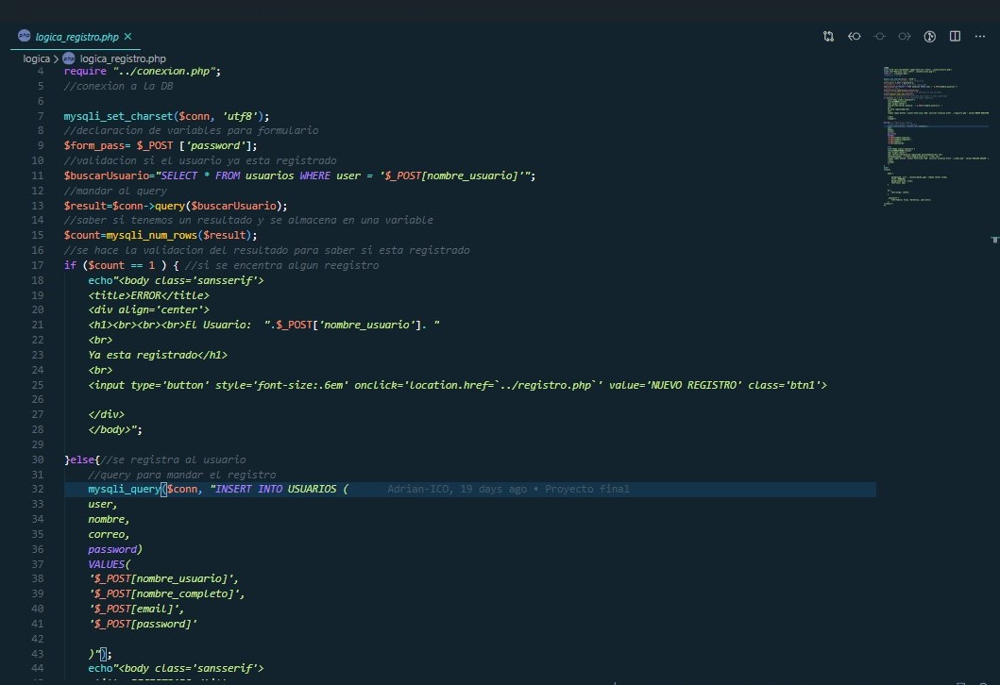 php logica_registro.php ×
logica > php logica_registro.php
4 require "../conexion.php";
5 //conexion a la DB
6
7 mysqli_set_charset($conn, 'utf8');
8 //declaracion de variables para formulario
9 $form_pass= $_POST ['password'];
10 //validacion si el usuario ya esta registrado
11 $buscarUsuario="SELECT * FROM usuarios WHERE user = '$_POST[nombre_usuario]'";
12 //mandar al query
13 $result=$conn->query($buscarUsuario);
14 //saber si tenemos un resultado y se almacena en una variable
15 $count=mysqli_num_rows($result);
16 //se hace la validacion del resultado para saber si esta registrado
17 if ($count == 1 ) { //si se encentra algun reegistro
18 echo"<body class='sansserif'>
19 <title>ERROR</title>
20 <div align='center'>
21 <h1><br><br><br>El Usuario:  ".$_POST['nombre_usuario']. "
22 <br>
23 Ya esta registrado</h1>
24 <br>
25 <input type='button' style='font-size:.6em' onclick='location.href=`../registro.php`' value='NUEVO REGISTRO' class='btn1'>
26
27 </div>
28 </body>";
29
30 }else{//se registra al usuario
31 //query para mandar el registro
32 mysqli_query($conn, "INSERT INTO USUARIOS ( Adrian-ICO, 19 days ago • Proyecto final
33 user,
34 nombre,
35 correo,
36 password)
37 VALUES(
38 '$_POST[nombre_usuario]',
39 '$_POST[nombre_completo]',
40 '$_POST[email]',
41 '$_POST[password]'
42
43 )");
44 echo"<body class='sansserif'>